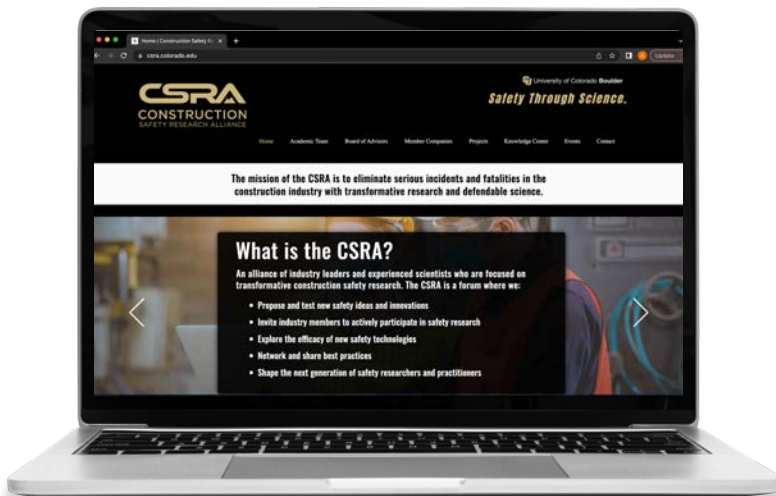 Home | Construction Safety R
csra.colorado.edu
Update
CSRA
CONSTRUCTION
SAFETY RESEARCH ALLIANCE
University of Colorado Boulder
Safety Through Science.
Home Academic Team Board of Advisors Member Companies Projects Knowledge Center Events Contact
The mission of the CSRA is to eliminate serious incidents and fatalities in the
construction industry with transformative research and defendable science.
What is the CSRA?
An alliance of industry leaders and experienced scientists who are focused on
transformative construction safety research. The CSRA is a forum where we:
• Propose and test new safety ideas and innovations
• Invite industry members to actively participate in safety research
• Explore the efficacy of new safety technologies
• Network and share best practices
• Shape the next generation of safety researchers and practitioners